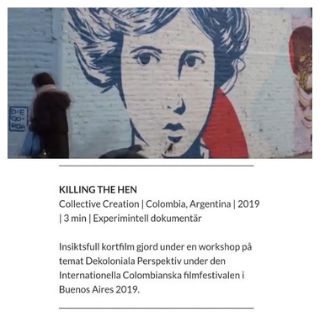 KILLING THE HEN
Collective Creation | Colombia, Argentina | 2019
| 3 min | Experimintell dokumentär
Insiktsfull kortfilm gjord under en workshop på
temat Dekoloniala Perspektiv under den
Internationella Colombianska filmfestivalen i
Buenos Aires 2019.